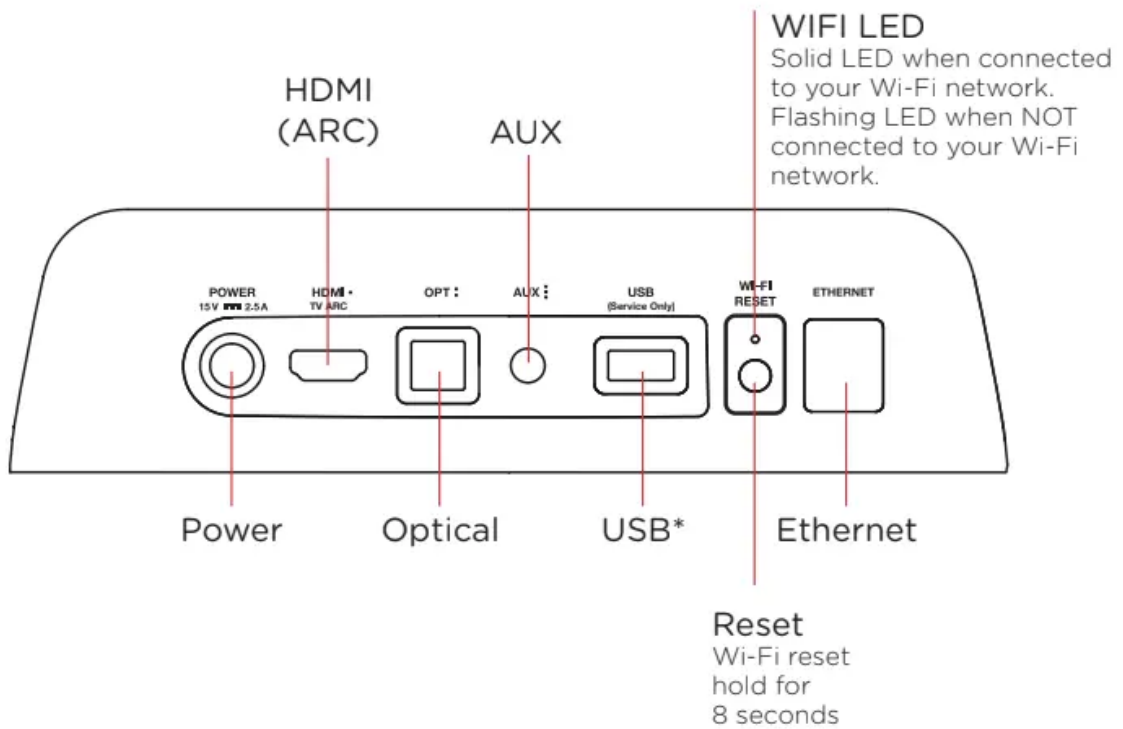 WIFI LED
Solid LED when connected
to your Wi-Fi network.
Flashing LED when NOT
connected to your Wi-Fi
network.
HDMI
(ARC)
AUX
POWER
15V 2.5A
HDMI •
TV ARC
OPT :
AUX ⋮
USB
(Service Only)
WI-FI
RESET
ETHERNET
Power
Optical
USB*
Ethernet
Reset
Wi-Fi reset
hold for
8 seconds